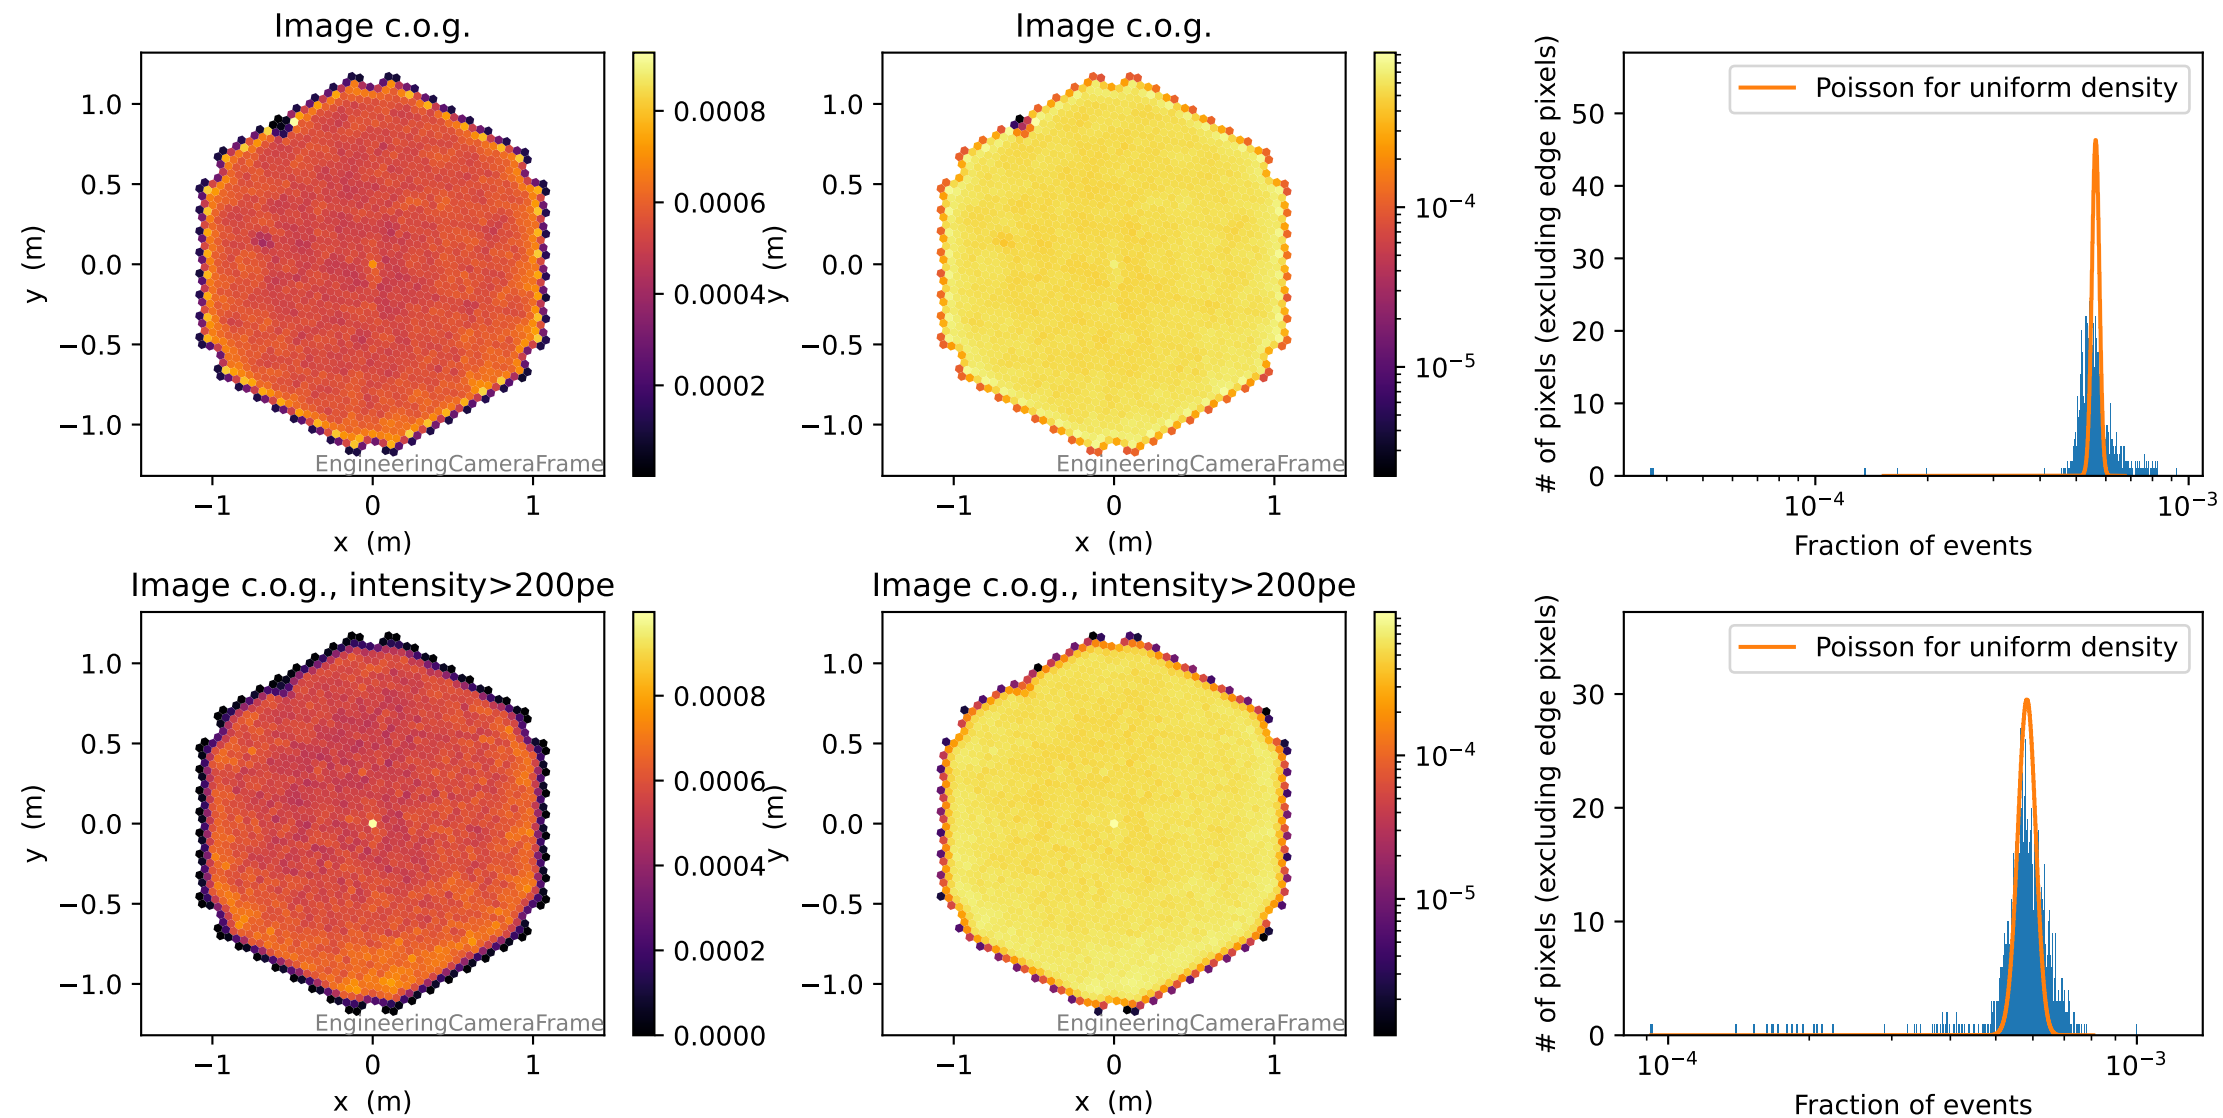 Image c.o.g.
y (m)
1.0
0.5
0.0
−0.5
−1.0
−1
0
1
x (m)
EngineeringCameraFrame
0.0008
0.0006
0.0004
0.0002
Image c.o.g.
y (m)
1.0
0.5
0.0
−0.5
−1.0
−1
0
1
x (m)
EngineeringCameraFrame
10⁻⁴
10⁻⁵
# of pixels (excluding edge pixels)
50
40
30
20
10
0
Poisson for uniform density
10⁻⁴
10⁻³
Fraction of events
Image c.o.g., intensity>200pe
y (m)
1.0
0.5
0.0
−0.5
−1.0
−1
0
1
x (m)
EngineeringCameraFrame
0.0008
0.0006
0.0004
0.0002
0.0000
Image c.o.g., intensity>200pe
y (m)
1.0
0.5
0.0
−0.5
−1.0
−1
0
1
x (m)
EngineeringCameraFrame
10⁻⁴
10⁻⁵
# of pixels (excluding edge pixels)
30
20
10
0
Poisson for uniform density
10⁻⁴
10⁻³
Fraction of events